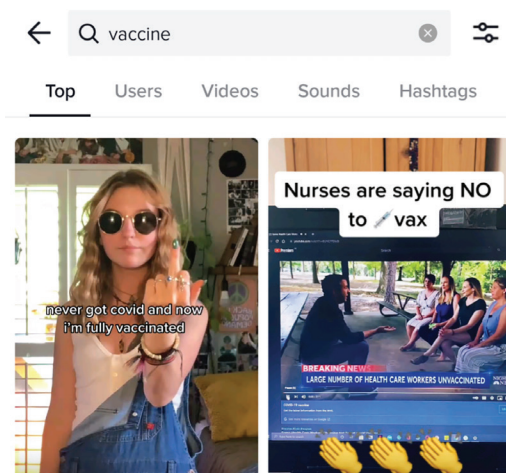 vaccine
Top Users Videos Sounds Hashtags
never got covid and now
i'm fully vaccinated
Nurses are saying NO
to 💉 vax
BREAKING NEWS
LARGE NUMBER OF HEALTH CARE WORKERS UNVACCINATED